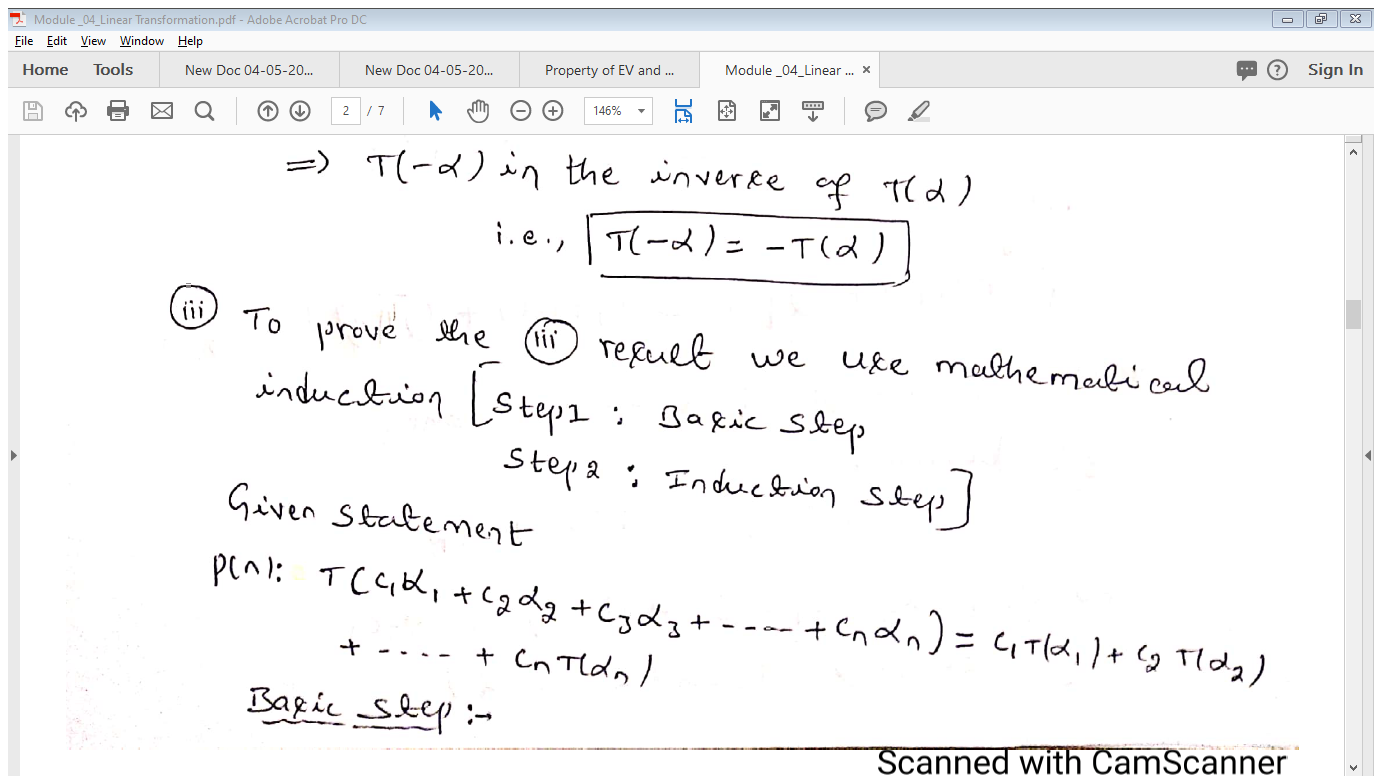 Module _04_Linear Transformation.pdf - Adobe Acrobat Pro DC
File Edit View Window Help
Home Tools New Doc 04-05-20... New Doc 04-05-20... Property of EV and ... Module _04_Linear ... × Sign In
2 / 7 146%
⇒ T(-α) is the inverse of T(α)
i.e., T(-α) = -T(α)
(iii) To prove the (iii) result we use mathematical
induction [Step1 : Basic step
Step2 : Induction step]
Given statement
P(n): T(c₁α₁ + c₂α₂ + c₃α₃ + ----- + cₙαₙ) = c₁T(α₁) + c₂ T(α₂)
+ ----- + cₙT(αₙ)
Basic step :→
Scanned with CamScanner